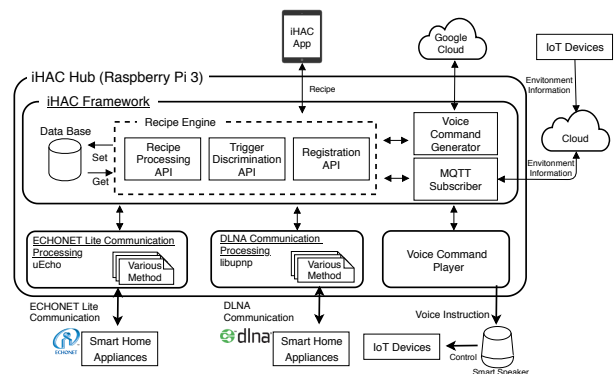 iHAC
App
Google
Cloud
IoT Devices
iHAC Hub (Raspberry Pi 3)
Recipe
Envitonment
Information
iHAC Framework
Recipe Engine
Data Base
Set
Get
Recipe
Processing
API
Trigger
Discrimination
API
Registration
API
Voice
Command
Generator
MQTT
Subscriber
Cloud
Envitonment
Information
ECHONET Lite Communication
Processing
uEcho
Various
Method
DLNA Communication
Processing
libupnp
Various
Method
Voice Command
Player
ECHONET Lite
Communication
ECHONET
Smart Home
Appliances
DLNA
Communication
dlna
Smart Home
Appliances
Voice Instruction
IoT Devices
Control
Smart Speaker